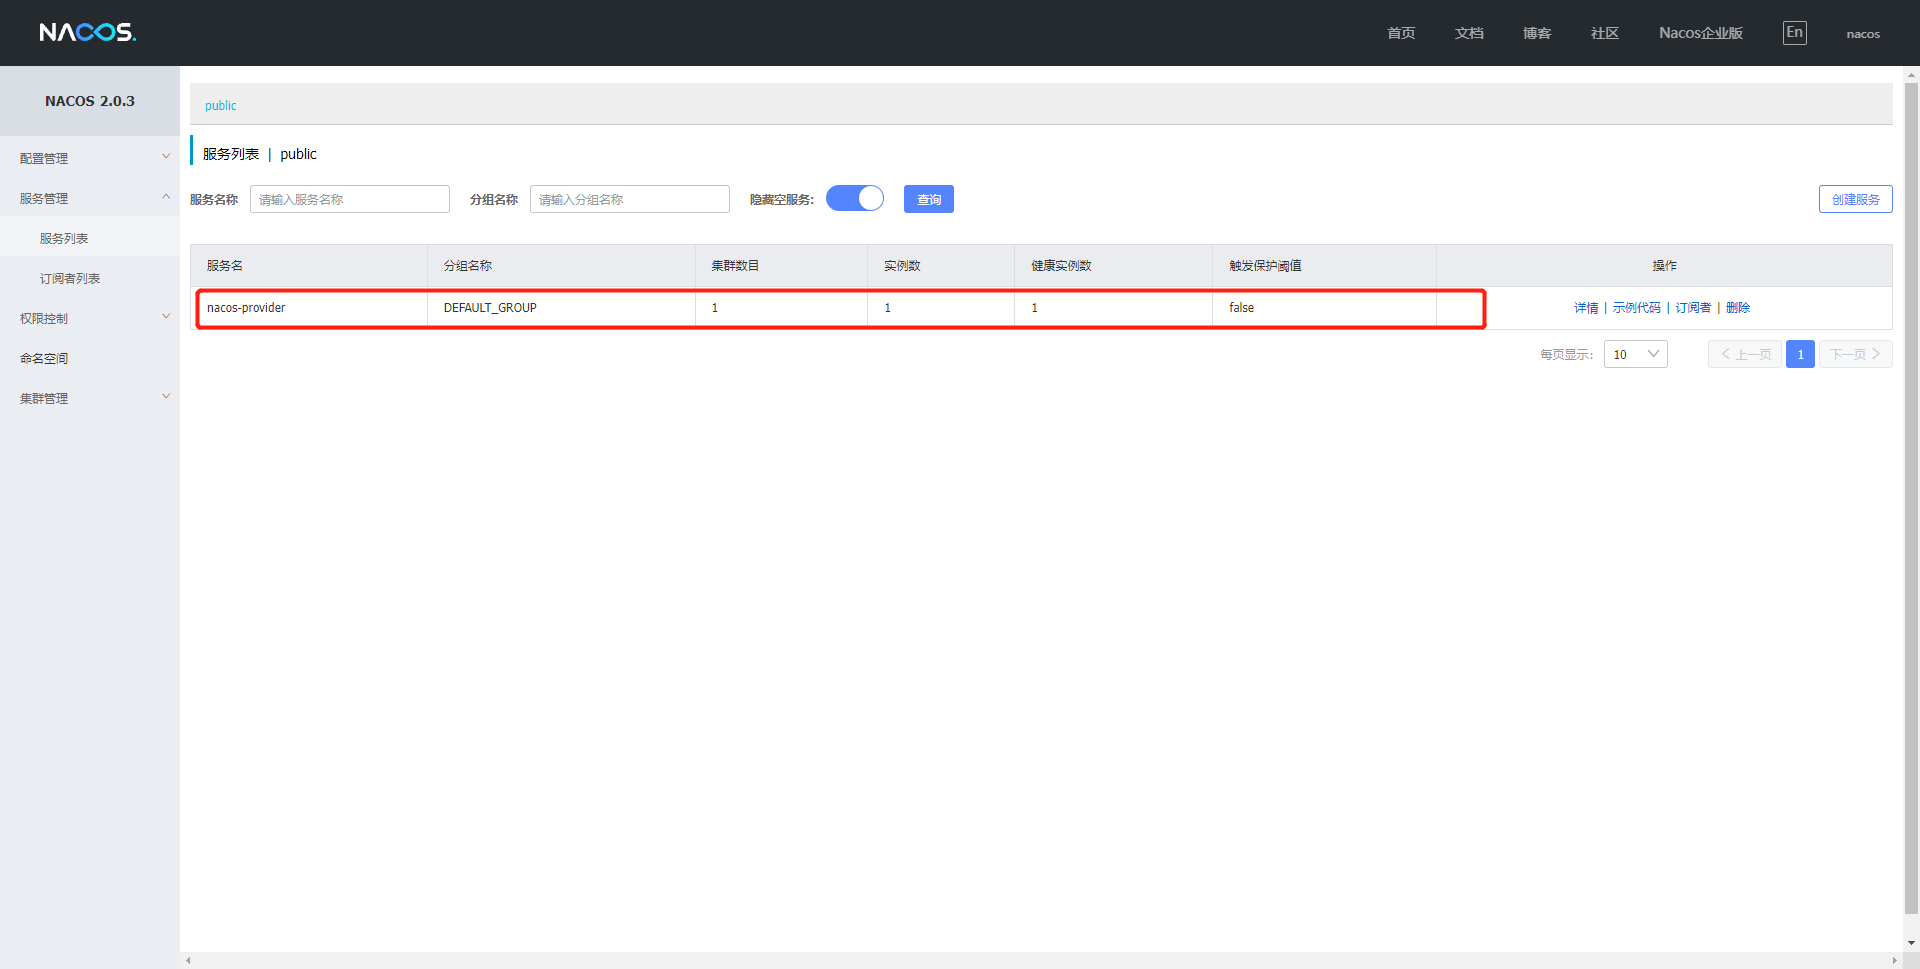 NACOS.
首页 文档 博客 社区 Nacos企业版 En nacos
NACOS 2.0.3
配置管理
服务管理
服务列表
订阅者列表
权限控制
命名空间
集群管理
public
服务列表 | public
服务名称 请输入服务名称 分组名称 请输入分组名称 隐藏空服务: 查询 创建服务
服务名 分组名称 集群数目 实例数 健康实例数 触发保护阈值 操作
nacos-provider DEFAULT_GROUP 1 1 1 false 详情 | 示例代码 | 订阅者 | 删除
每页显示: 10 上一页 1 下一页